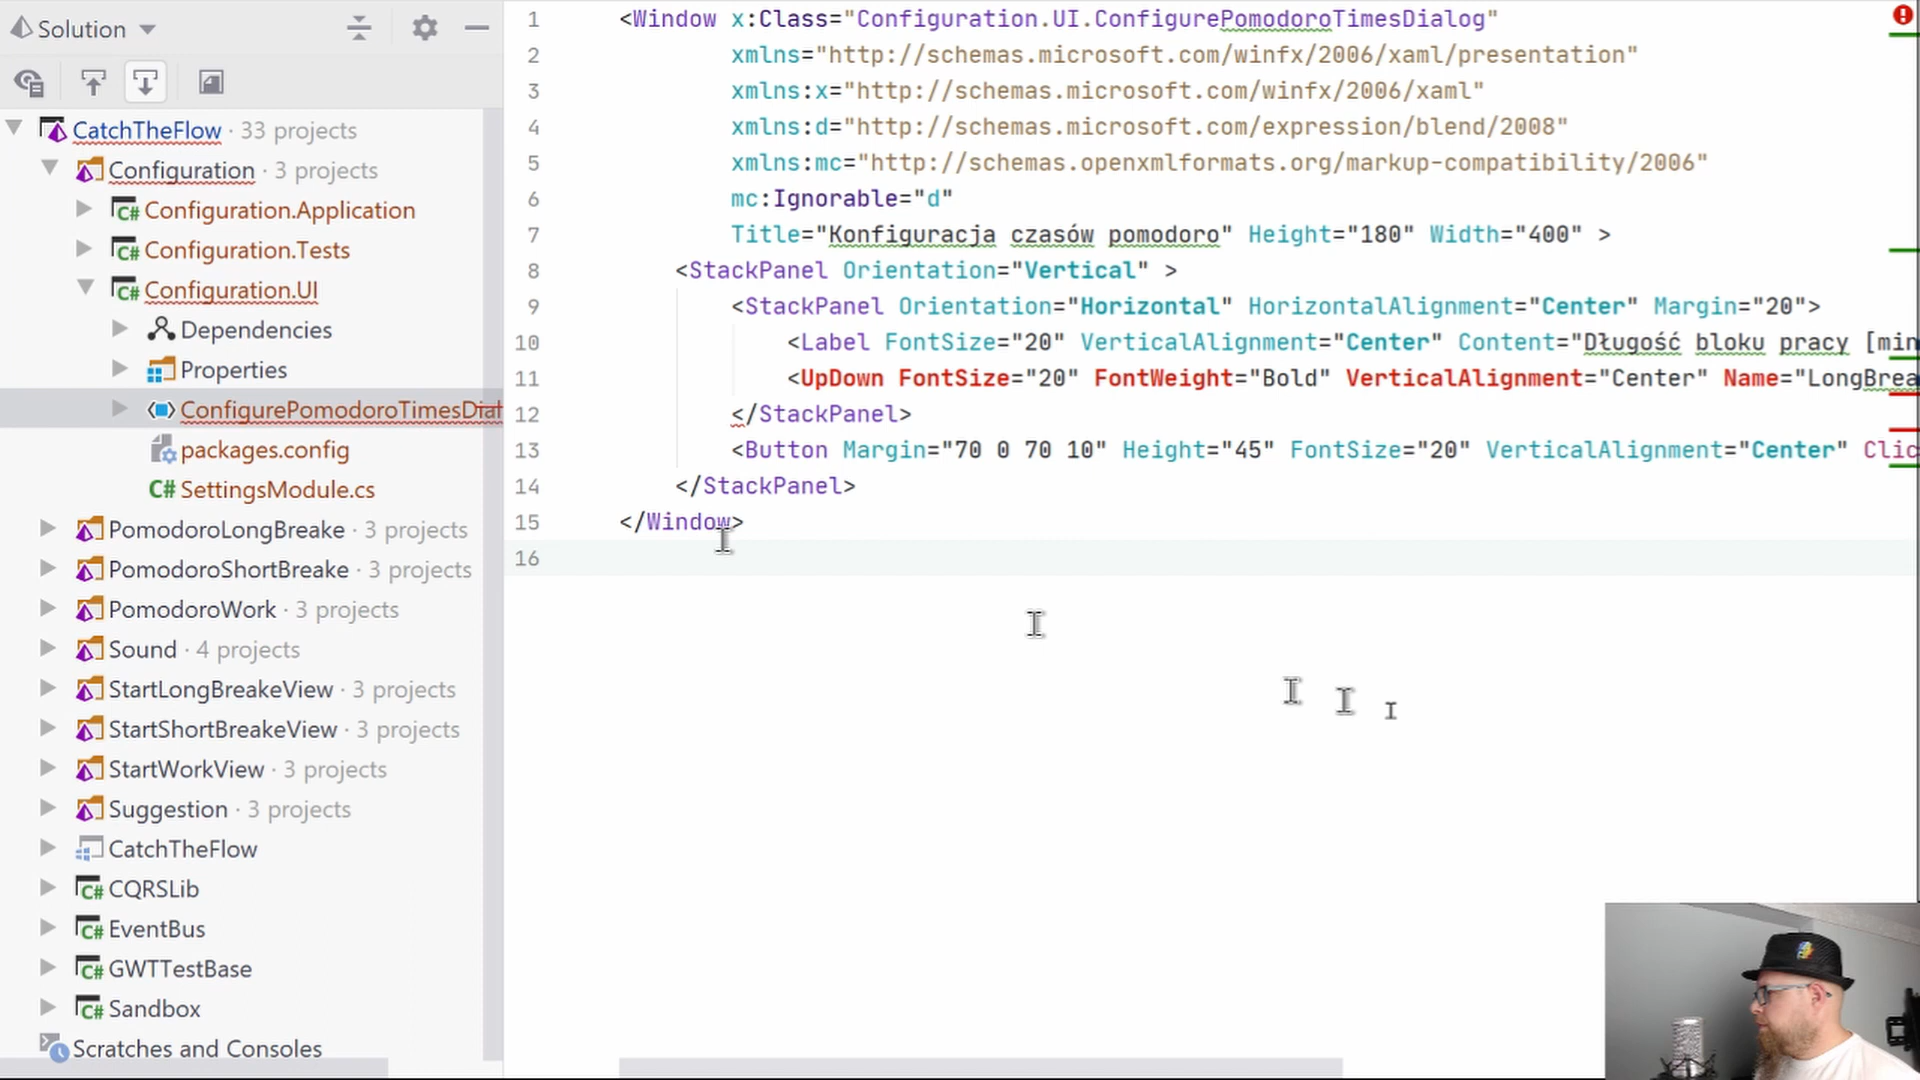 Solution
CatchTheFlow · 33 projects
Configuration · 3 projects
C# Configuration.Application
C# Configuration.Tests
C# Configuration.UI
Dependencies
Properties
ConfigurePomodoroTimesDial
packages.config
C# SettingsModule.cs
PomodoroLongBreake · 3 projects
PomodoroShortBreake · 3 projects
PomodoroWork · 3 projects
Sound · 4 projects
StartLongBreakeView · 3 projects
StartShortBreakeView · 3 projects
StartWorkView · 3 projects
Suggestion · 3 projects
CatchTheFlow
C# CQRSLib
C# EventBus
C# GWTTestBase
C# Sandbox
Scratches and Consoles
1 <Window x:Class="Configuration.UI.ConfigurePomodoroTimesDialog"
2 xmlns="http://schemas.microsoft.com/winfx/2006/xaml/presentation"
3 xmlns:x="http://schemas.microsoft.com/winfx/2006/xaml"
4 xmlns:d="http://schemas.microsoft.com/expression/blend/2008"
5 xmlns:mc="http://schemas.openxmlformats.org/markup-compatibility/2006"
6 mc:Ignorable="d"
7 Title="Konfiguracja czasów pomodoro" Height="180" Width="400" >
8 <StackPanel Orientation="Vertical" >
9 <StackPanel Orientation="Horizontal" HorizontalAlignment="Center" Margin="20">
10 <Label FontSize="20" VerticalAlignment="Center" Content="Długość bloku pracy [min
11 <UpDown FontSize="20" FontWeight="Bold" VerticalAlignment="Center" Name="LongBrea
12 </StackPanel>
13 <Button Margin="70 0 70 10" Height="45" FontSize="20" VerticalAlignment="Center" Clic
14 </StackPanel>
15 </Window>
16